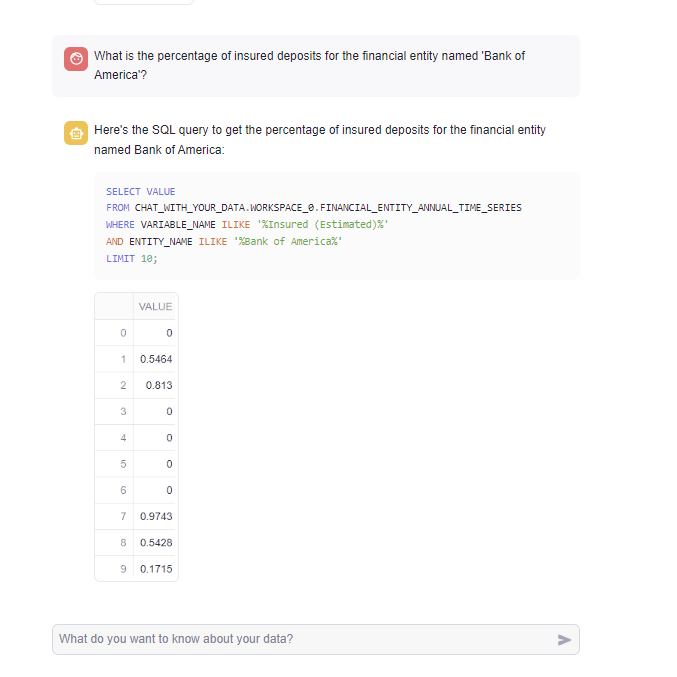 What is the percentage of insured deposits for the financial entity named 'Bank of
America'?
Here's the SQL query to get the percentage of insured deposits for the financial entity
named Bank of America:
SELECT VALUE
FROM CHAT_WITH_YOUR_DATA.WORKSPACE_0.FINANCIAL_ENTITY_ANNUAL_TIME_SERIES
WHERE VARIABLE_NAME ILIKE '%Insured (Estimated)%'
AND ENTITY_NAME ILIKE '%Bank of America%'
LIMIT 10;
VALUE
0 0
1 0.5464
2 0.813
3 0
4 0
5 0
6 0
7 0.9743
8 0.5428
9 0.1715
What do you want to know about your data?